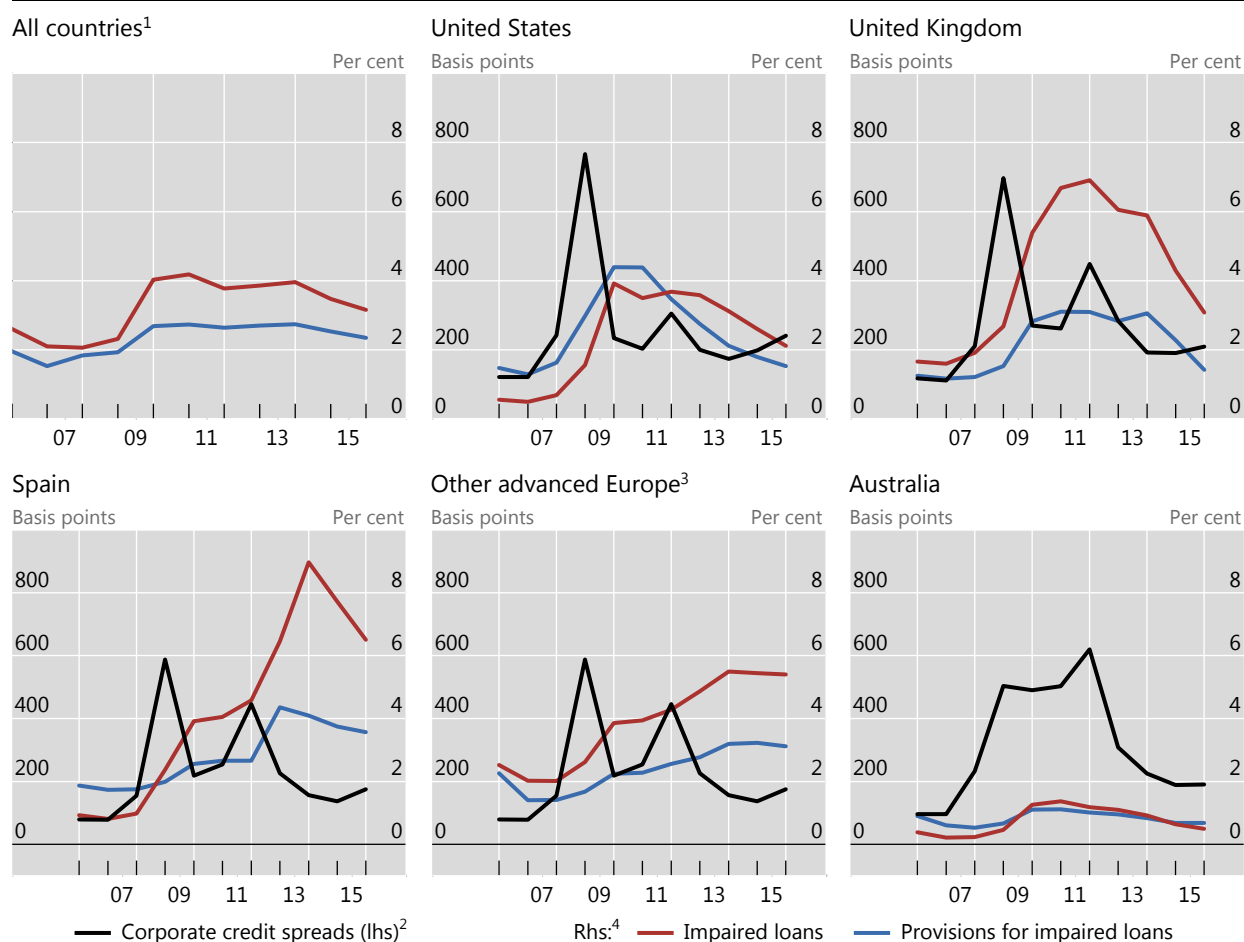 All countries1
United States
United Kingdom
Per cent
Basis points
Per cent
Basis points
Per cent
8
800
8
800
8
6
600
6
600
6
4
400
4
400
4
2
200
2
200
2
0
0
0
0
0
07 09 11 13 15
07 09 11 13 15
07 09 11 13 15
Spain
Other advanced Europe3
Australia
Basis points
Per cent
Basis points
Per cent
Basis points
Per cent
800
8
800
8
800
8
600
6
600
6
600
6
400
4
400
4
400
4
200
2
200
2
200
2
0
0
0
0
0
0
07 09 11 13 15
07 09 11 13 15
07 09 11 13 15
Corporate credit spreads (lhs)2
Rhs:4
Impaired loans
Provisions for impaired loans